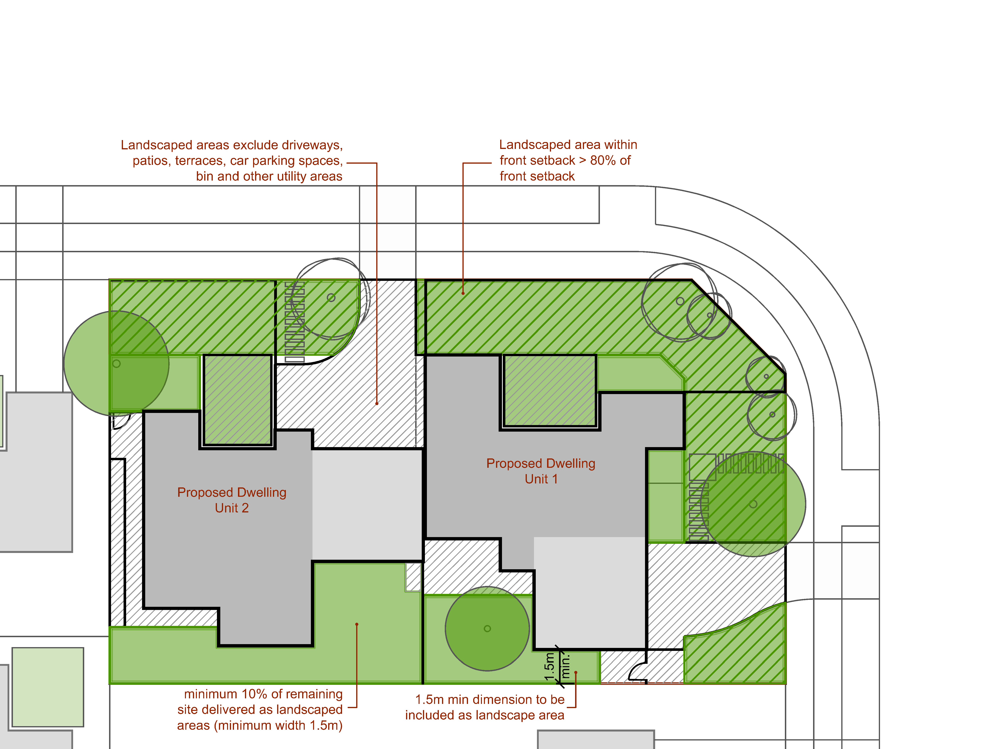 Landscaped areas exclude driveways,
patios, terraces, car parking spaces,
bin and other utility areas
Landscaped area within
front setback > 80% of
front setback
Proposed Dwelling
Unit 1
Proposed Dwelling
Unit 2
1.5m
min.
minimum 10% of remaining
site delivered as landscaped
areas (minimum width 1.5m)
1.5m min dimension to be
included as landscape area